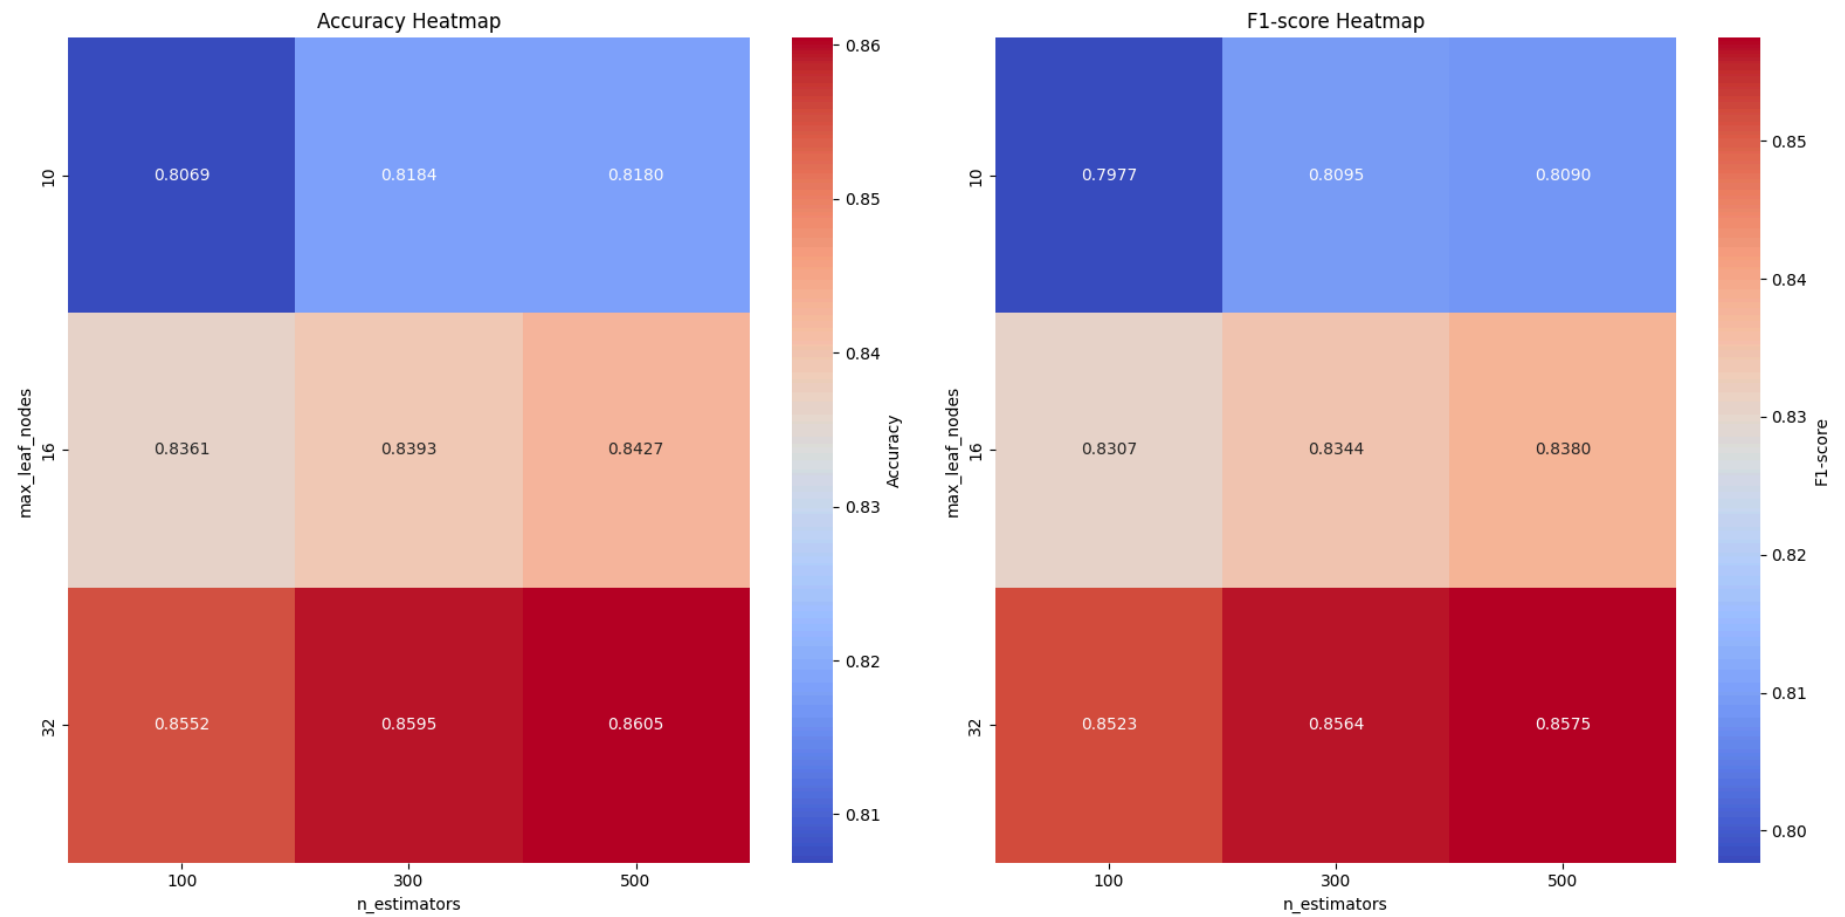 Accuracy Heatmap
0.8069 0.8184 0.8180
0.8361 0.8393 0.8427
0.8552 0.8595 0.8605
10
16
32
max_leaf_nodes
100 300 500
n_estimators
0.86
0.85
0.84
0.83
0.82
0.81
Accuracy
F1-score Heatmap
0.7977 0.8095 0.8090
0.8307 0.8344 0.8380
0.8523 0.8564 0.8575
10
16
32
max_leaf_nodes
100 300 500
n_estimators
0.85
0.84
0.83
0.82
0.81
0.80
F1-score